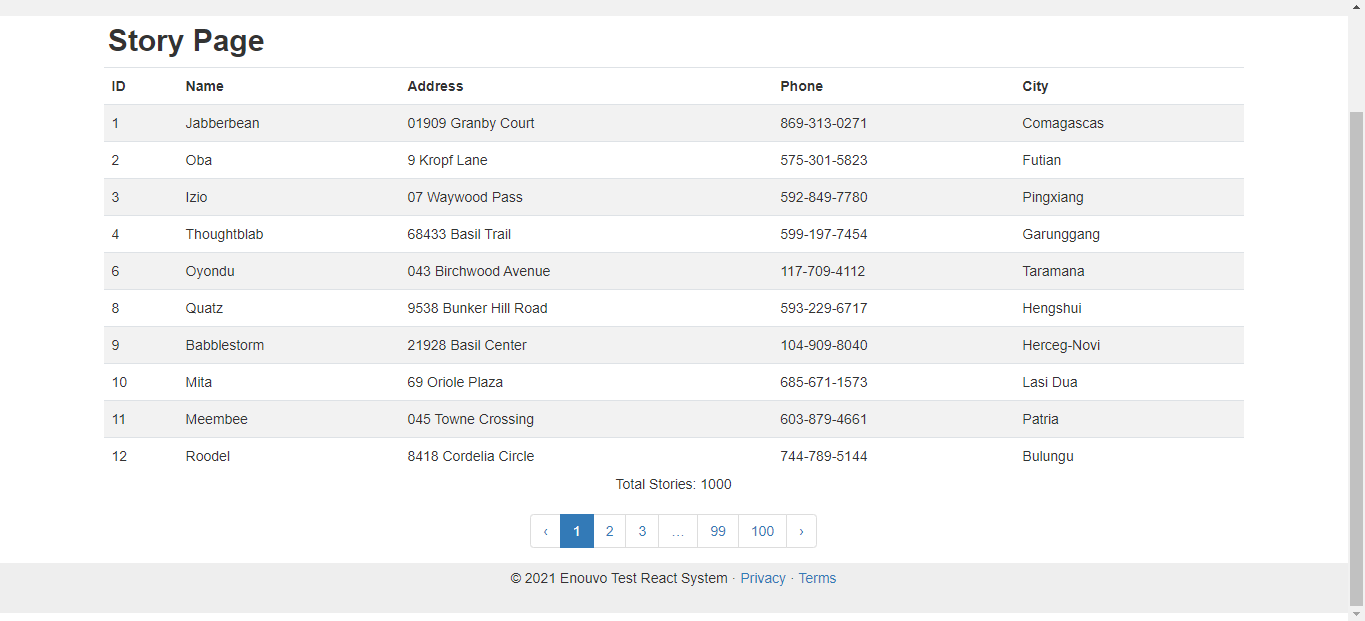 Story Page
ID Name Address Phone City
1 Jabberbean 01909 Granby Court 869-313-0271 Comagascas
2 Oba 9 Kropf Lane 575-301-5823 Futian
3 Izio 07 Waywood Pass 592-849-7780 Pingxiang
4 Thoughtblab 68433 Basil Trail 599-197-7454 Garunggang
6 Oyondu 043 Birchwood Avenue 117-709-4112 Taramana
8 Quatz 9538 Bunker Hill Road 593-229-6717 Hengshui
9 Babblestorm 21928 Basil Center 104-909-8040 Herceg-Novi
10 Mita 69 Oriole Plaza 685-671-1573 Lasi Dua
11 Meembee 045 Towne Crossing 603-879-4661 Patria
12 Roodel 8418 Cordelia Circle 744-789-5144 Bulungu
Total Stories: 1000
‹ 1 2 3 … 99 100 ›
© 2021 Enouvo Test React System · Privacy · Terms